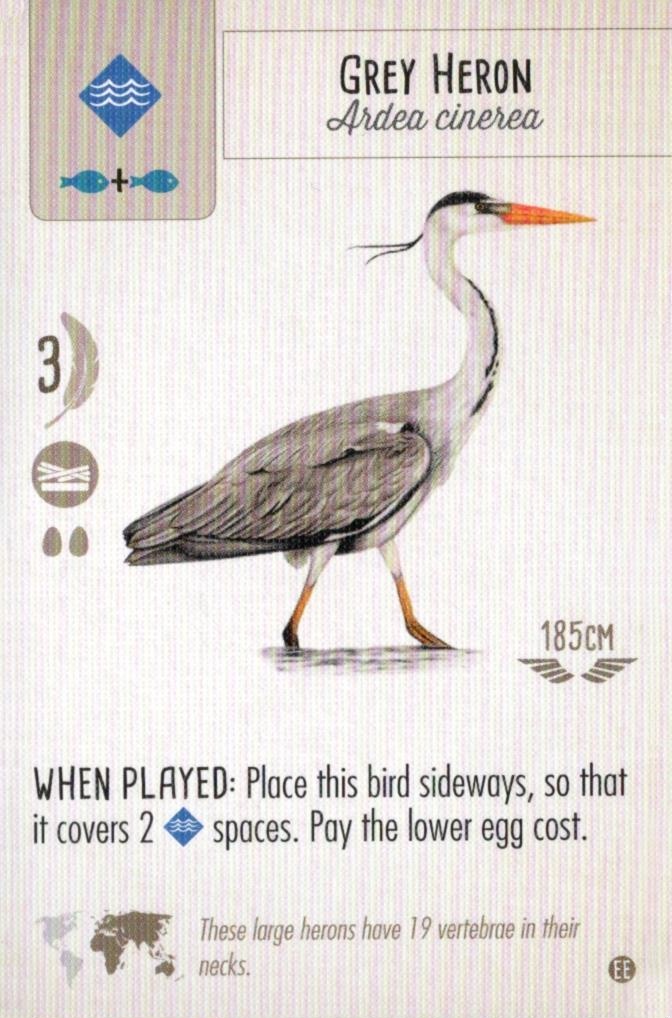 GREY HERON
Ardea cinerea
+
3
185CM
WHEN PLAYED: Place this bird sideways, so that
it covers 2 spaces. Pay the lower egg cost.
These large herons have 19 vertebrae in their
necks.
EE